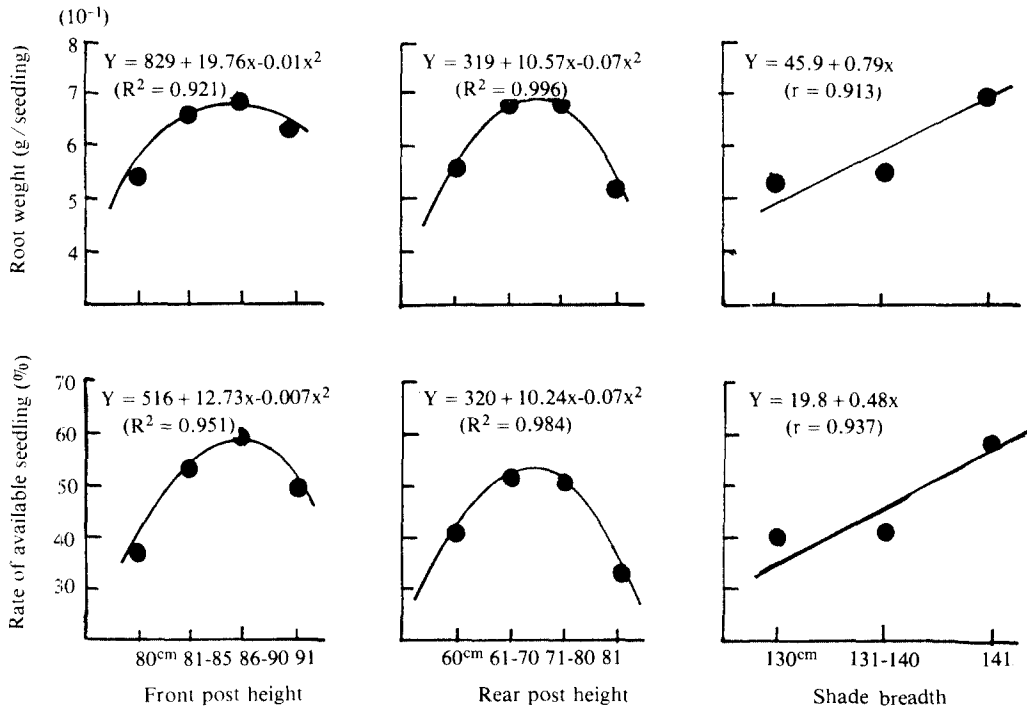 (10⁻¹)
8
7
6
5
4
Root weight (g / seedling)
Y = 829 + 19.76x-0.01x²
(R² = 0.921)
Y = 319 + 10.57x-0.07x²
(R² = 0.996)
Y = 45.9 + 0.79x
(r = 0.913)
70
60
50
40
30
Rate of available seedling (%)
Y = 516 + 12.73x-0.007x²
(R² = 0.951)
Y = 320 + 10.24x-0.07x²
(R² = 0.984)
Y = 19.8 + 0.48x
(r = 0.937)
80cm 81-85 86-90 91
60cm 61-70 71-80 81
130cm 131-140 141
Front post height
Rear post height
Shade breadth